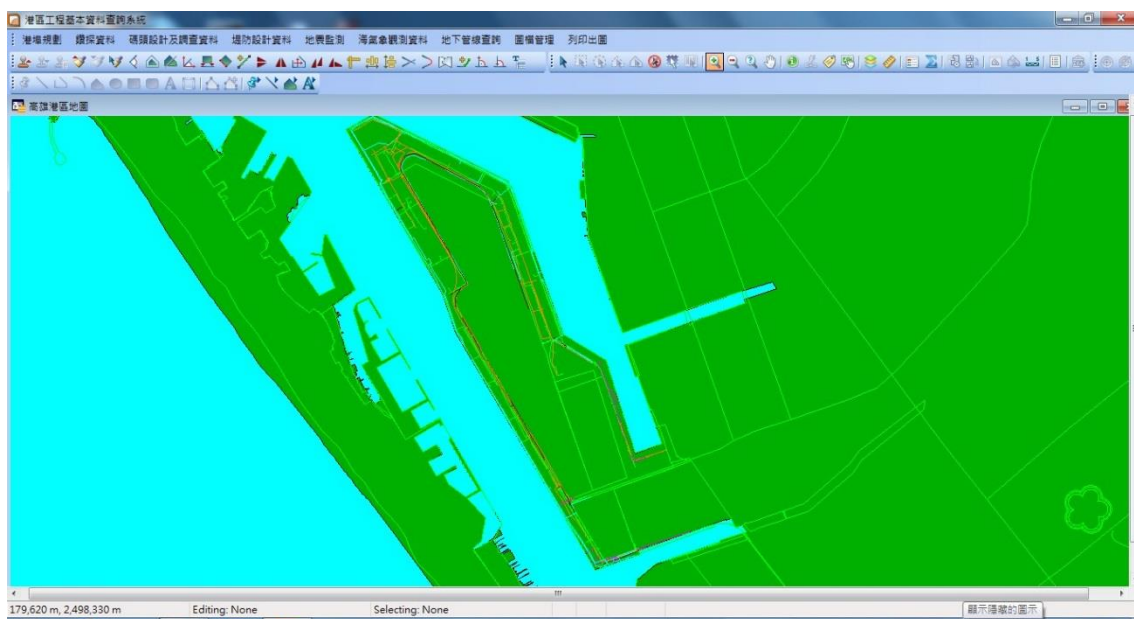 港區工程基本資料查詢系統
港埠規劃 鑽探資料 碼頭設計及調查資料 堤防設計資料 地震監測 海氣象觀測資料 地下管線查詢 圖檔管理 列印出圖
高雄港區地圖
179,620 m, 2,498,330 m Editing: None Selecting: None 顯示隱藏的圖示